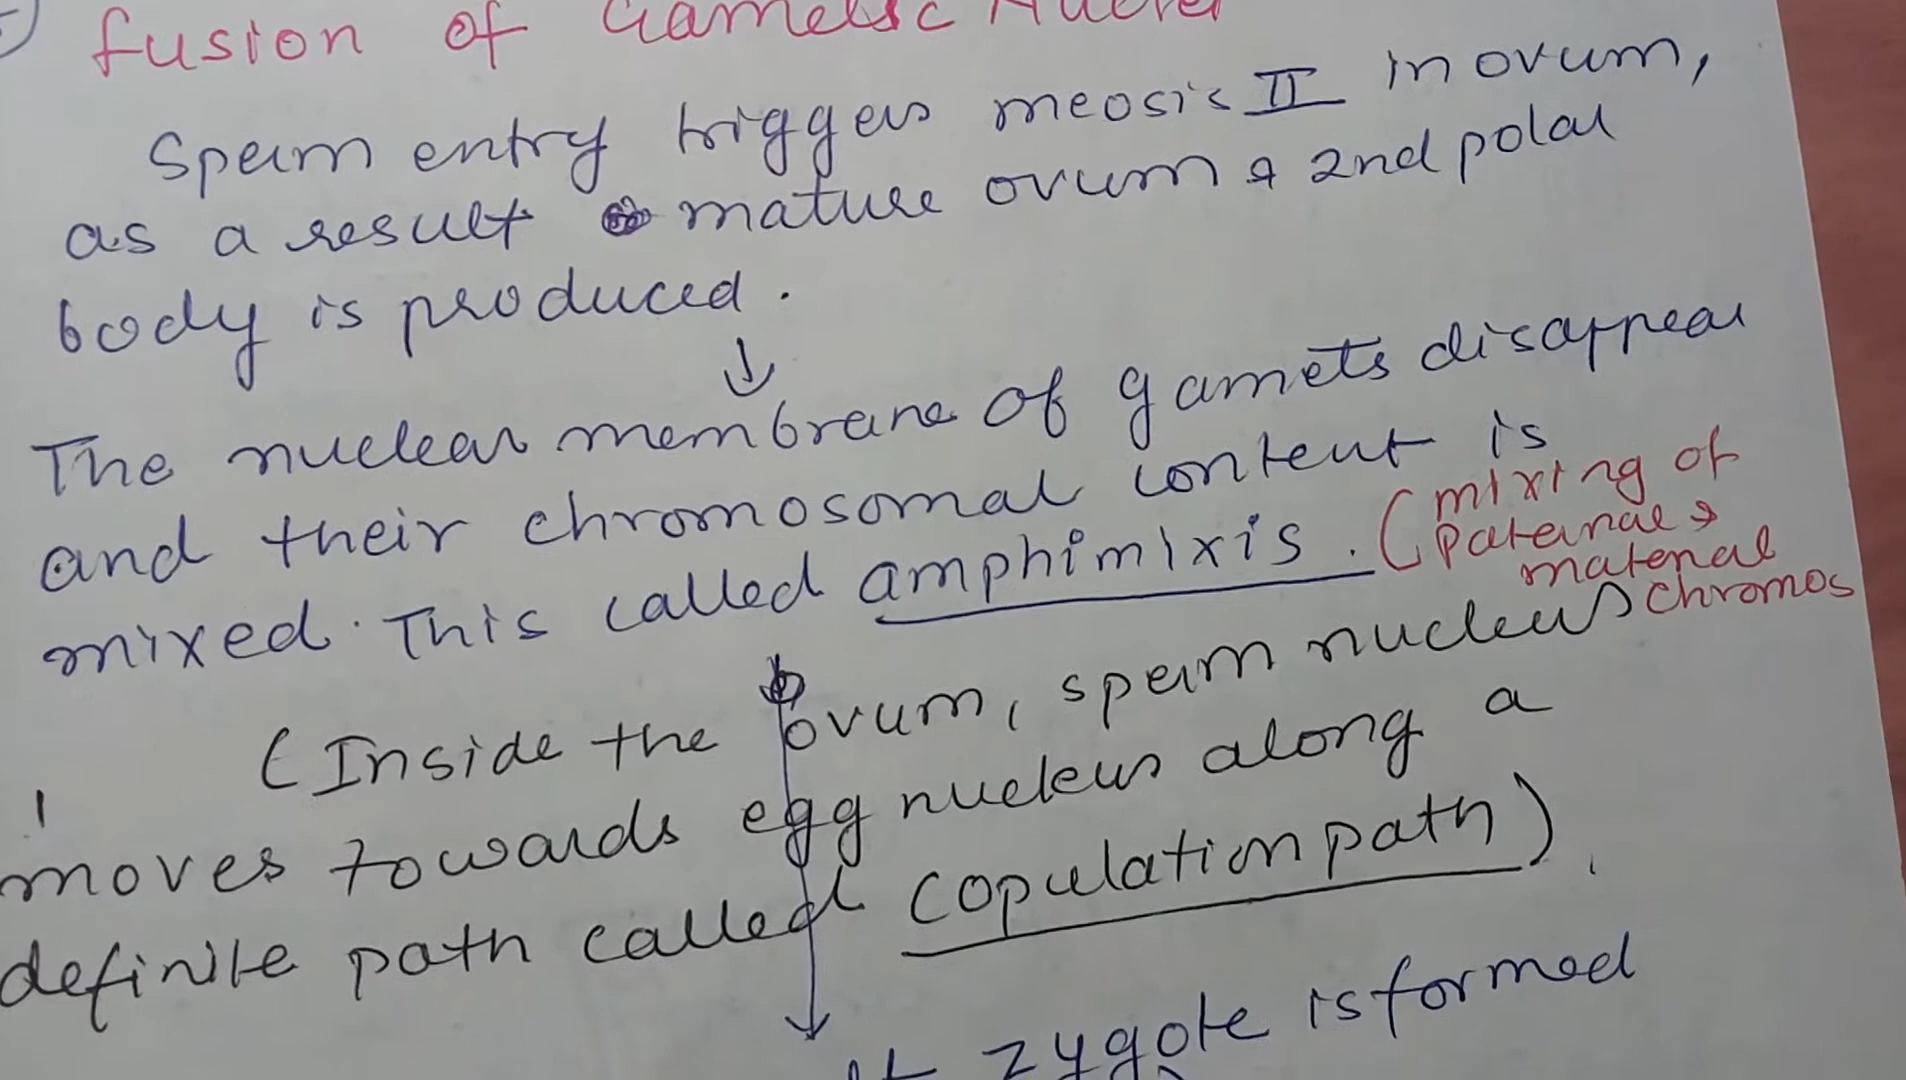 fusion of Gametic Nuclei
Sperm entry triggers meosis II in ovum,
as a result mature ovum & 2nd polar
body is produced.
↓
The nuclear membrane of gamets disappear
and their chromosomal content is
mixed. This called amphimixis. (mixing of
paternal &
maternal
chromos)
(Inside the ovum, sperm nucleus
moves towards egg nucleus along a
definite path called copulation path).
zygote is formed